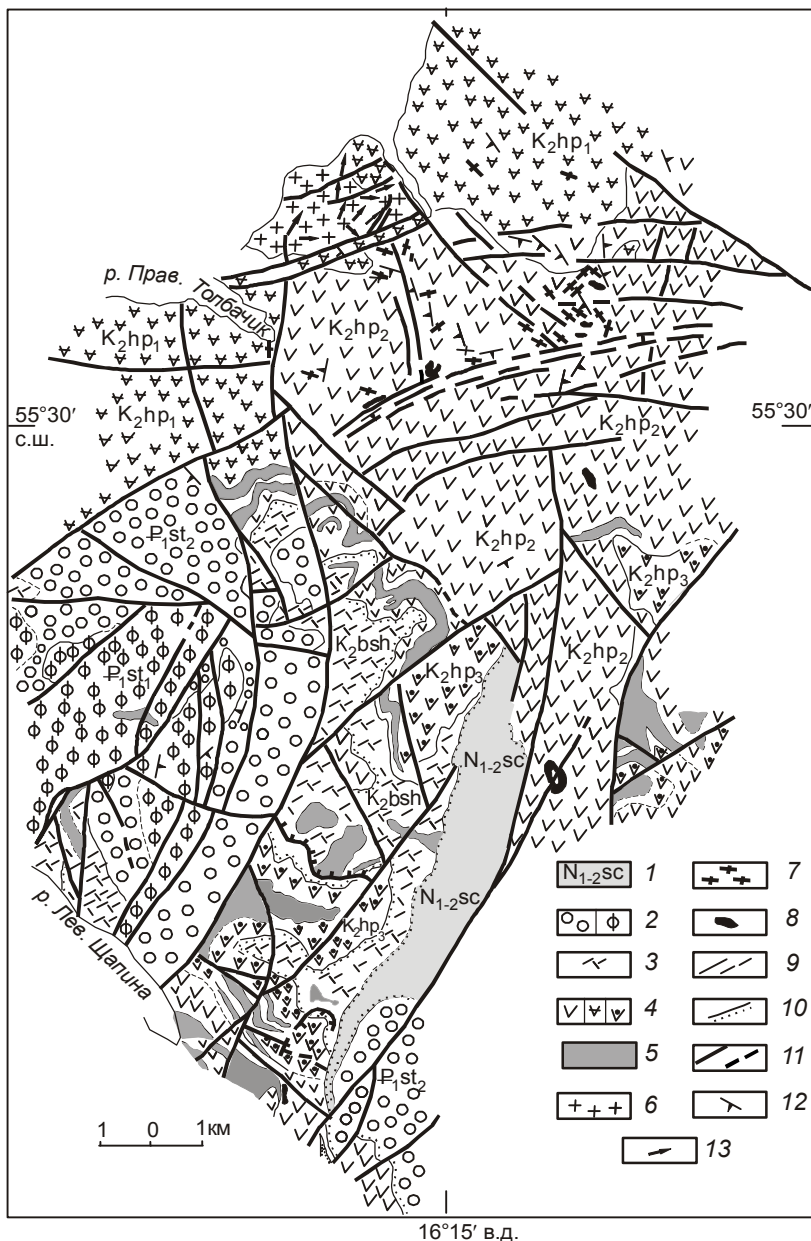 K₂hp₁
р. Прав. Толбачик
K₂hp₁
K₂hp₂
K₂hp₁
55°30′
с.ш.
55°30′
K₂hp₂
P₁st₂
K₂hp₂
K₂hp₃
K₂bsh
K₂hp₃
K₂hp₂
P₁st₁
N₁₋₂sc
K₂bsh
N₁₋₂sc
K₂hp₃
р. Лев. Щапина
P₁st₂
N₁₋₂sc 1
2
3
4
5
6
7
8
9
10
11
12
13
1 0 1км
16°15′ в.д.